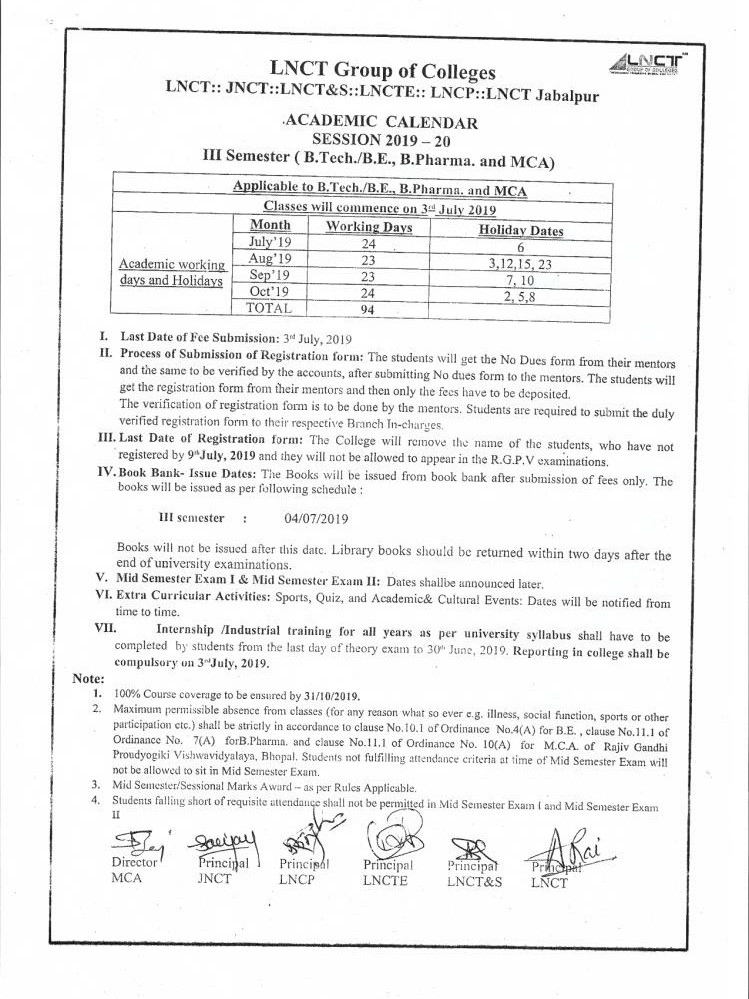 LNCT
GROUP OF COLLEGES
LNCT Group of Colleges
LNCT:: JNCT::LNCT&S::LNCTE:: LNCP::LNCT Jabalpur
.ACADEMIC CALENDAR
SESSION 2019 – 20
III Semester ( B.Tech./B.E., B.Pharma. and MCA)
Applicable to B.Tech./B.E., B.Pharma. and MCA
Classes will commence on 3rd July 2019
Month Working Days Holiday Dates
July'19 24 6
Academic working days and Holidays
Aug'19 23 3,12,15, 23
Sep'19 23 7, 10
Oct'19 24 2, 5,8
TOTAL 94
I. Last Date of Fee Submission: 3rd July, 2019
II. Process of Submission of Registration form: The students will get the No Dues form from their mentors
and the same to be verified by the accounts, after submitting No dues form to the mentors. The students will
get the registration form from their mentors and then only the fees have to be deposited.
The verification of registration form is to be done by the mentors. Students are required to submit the duly
verified registration form to their respective Branch In-charges.
III. Last Date of Registration form: The College will remove the name of the students, who have not
registered by 9th July, 2019 and they will not be allowed to appear in the R.G.P.V examinations.
IV. Book Bank- Issue Dates: The Books will be issued from book bank after submission of fees only. The
books will be issued as per following schedule :
III semester : 04/07/2019
Books will not be issued after this date. Library books should be returned within two days after the
end of university examinations.
V. Mid Semester Exam I & Mid Semester Exam II: Dates shallbe announced later.
VI. Extra Curricular Activities: Sports, Quiz, and Academic& Cultural Events: Dates will be notified from
time to time.
VII. Internship /Industrial training for all years as per university syllabus shall have to be
completed by students from the last day of theory exam to 30th June, 2019. Reporting in college shall be
compulsory on 3rd July, 2019.
Note:
1. 100% Course coverage to be ensured by 31/10/2019.
2. Maximum permissible absence from classes (for any reason what so ever e.g. illness, social function, sports or other
participation etc.) shall be strictly in accordance to clause No.10.1 of Ordinance No.4(A) for B.E. , clause No.11.1 of
Ordinance No. 7(A) forB.Pharma. and clause No.11.1 of Ordinance No. 10(A) for M.C.A. of Rajiv Gandhi
Proudyogiki Vishwavidyalaya, Bhopal. Students not fulfilling attendance criteria at time of Mid Semester Exam will
not be allowed to sit in Mid Semester Exam.
3. Mid Semester/Sessional Marks Award – as per Rules Applicable.
4. Students falling short of requisite attendance shall not be permitted in Mid Semester Exam I and Mid Semester Exam
II
Director Principal Principal Principal Principal Principal
MCA JNCT LNCP LNCTE LNCT&S LNCT